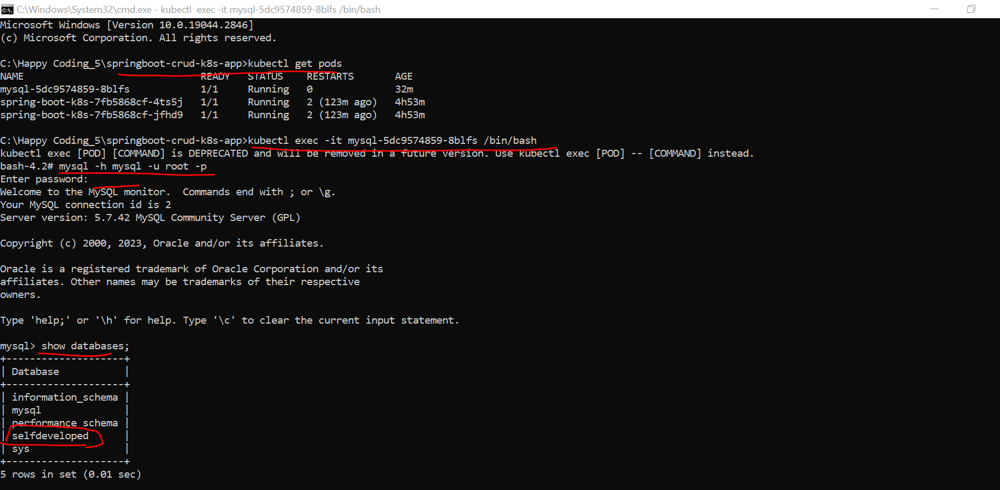 C:\Windows\System32\cmd.exe - kubectl  exec -it mysql-5dc9574859-8blfs /bin/bash
Microsoft Windows [Version 10.0.19044.2846]
(c) Microsoft Corporation. All rights reserved.
C:\Happy Coding_5\springboot-crud-k8s-app>kubectl get pods
NAME                              READY   STATUS    RESTARTS       AGE
mysql-5dc9574859-8blfs            1/1     Running   0              32m
spring-boot-k8s-7fb5868cf-4ts5j   1/1     Running   2 (123m ago)   4h53m
spring-boot-k8s-7fb5868cf-jfhd9   1/1     Running   2 (123m ago)   4h53m
C:\Happy Coding_5\springboot-crud-k8s-app>kubectl exec -it mysql-5dc9574859-8blfs /bin/bash
kubectl exec [POD] [COMMAND] is DEPRECATED and will be removed in a future version. Use kubectl exec [POD] -- [COMMAND] instead.
bash-4.2# mysql -h mysql -u root -p
Enter password:
Welcome to the MySQL monitor.  Commands end with ; or \g.
Your MySQL connection id is 2
Server version: 5.7.42 MySQL Community Server (GPL)
Copyright (c) 2000, 2023, Oracle and/or its affiliates.
Oracle is a registered trademark of Oracle Corporation and/or its
affiliates. Other names may be trademarks of their respective
owners.
Type 'help;' or '\h' for help. Type '\c' to clear the current input statement.
mysql> show databases;
+--------------------+
| Database           |
+--------------------+
| information_schema |
| mysql              |
| performance_schema |
| selfdeveloped      |
| sys                |
+--------------------+
5 rows in set (0.01 sec)